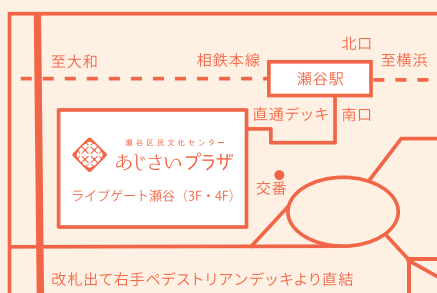 北口
至大和
相鉄本線
至横浜
瀬谷駅
直通デッキ
南口
瀬谷区民文化センター
あじさいプラザ
ライブゲート瀬谷（3F・4F）
交番
改札出て右手ペデストリアンデッキより直結